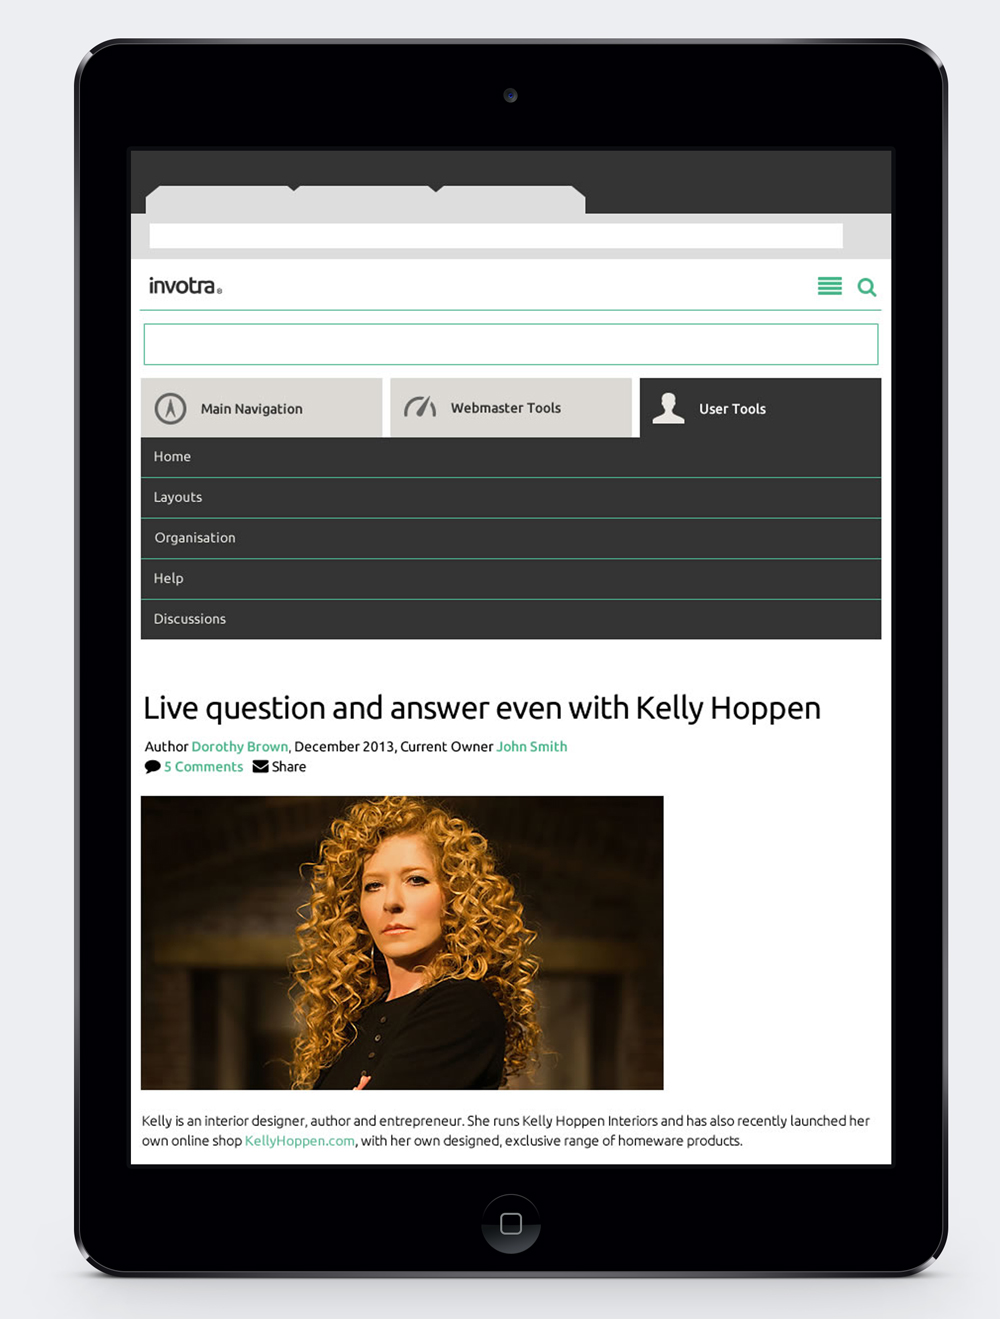 invotra®
Main Navigation
Webmaster Tools
User Tools
Home
Layouts
Organisation
Help
Discussions
Live question and answer even with Kelly Hoppen
Author Dorothy Brown, December 2013, Current Owner John Smith
5 Comments Share
Kelly is an interior designer, author and entrepreneur. She runs Kelly Hoppen Interiors and has also recently launched her
own online shop KellyHoppen.com, with her own designed, exclusive range of homeware products.